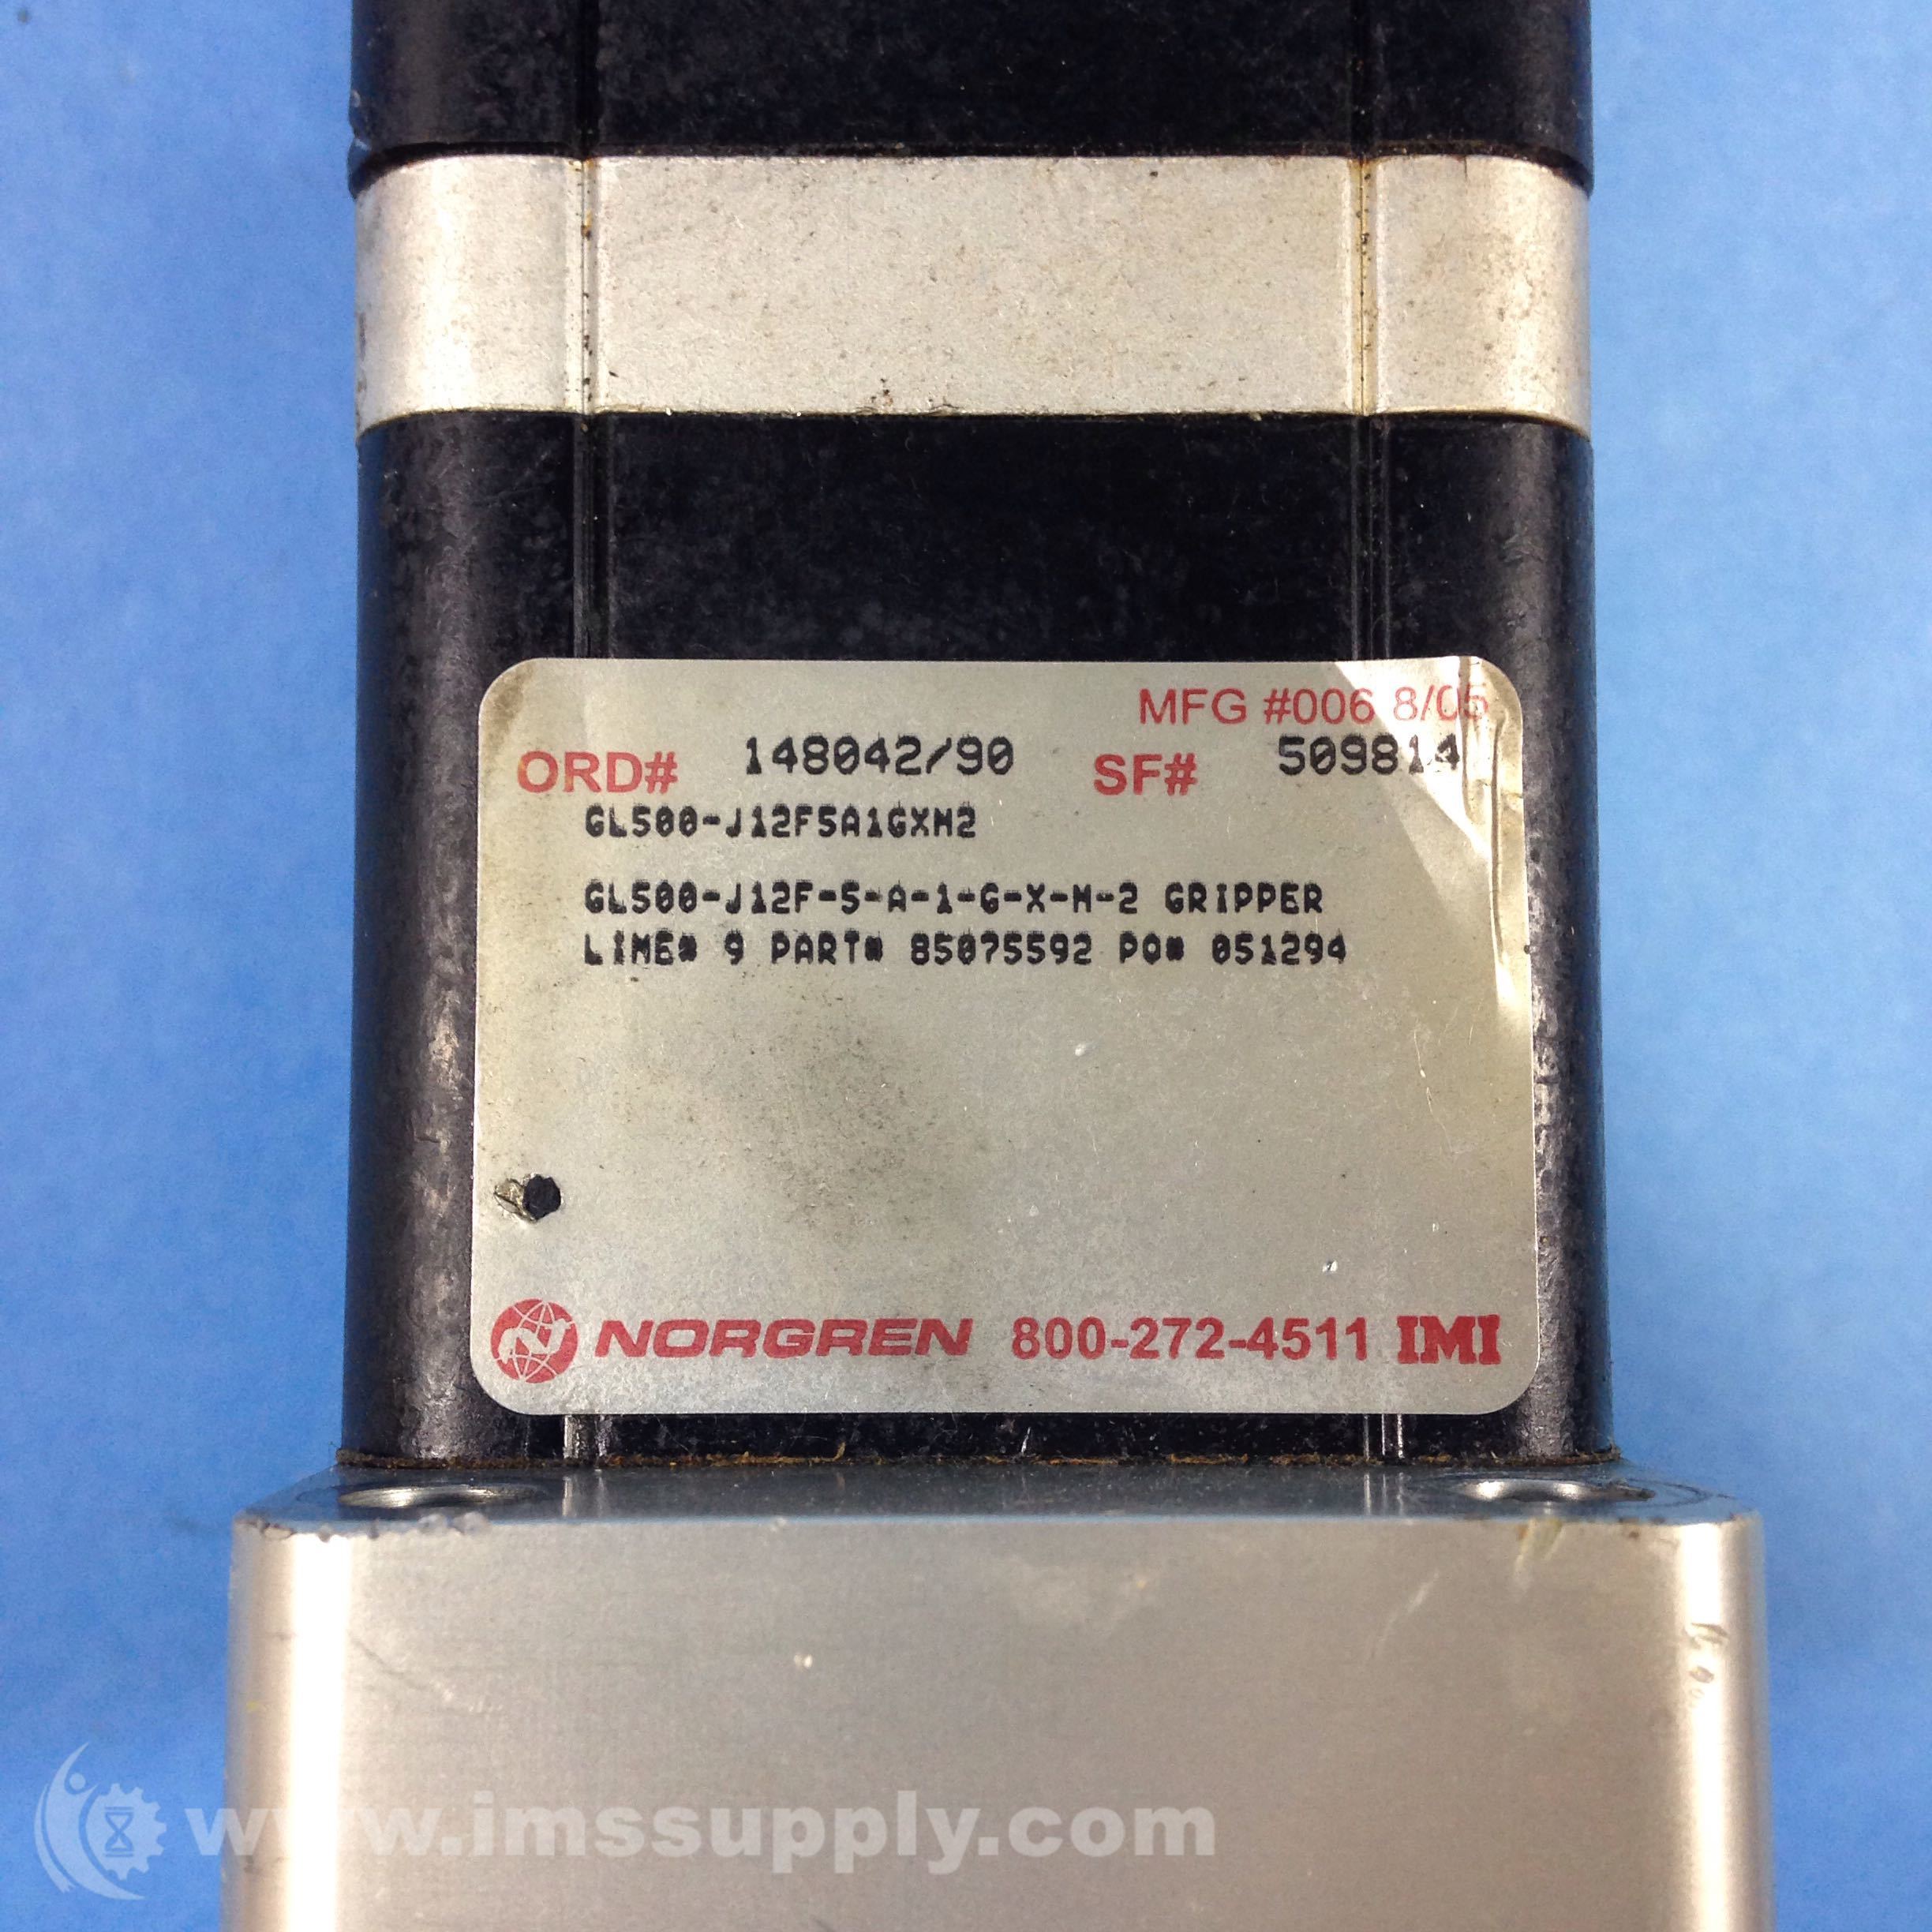 MFG #006 8/05
ORD# 148042/90 SF# 509814
GL500-J12F5A1GXM2
GL500-J12F-5-A-1-G-X-M-2 GRIPPER
LINE# 9 PART# 85075592 PO# 051294
NORGREN 800-272-4511 IMI
www.imssupply.com